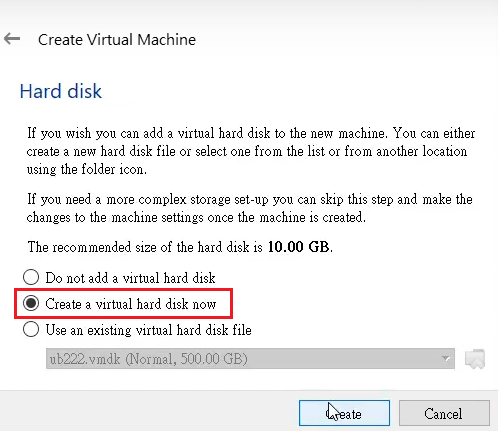 Create Virtual Machine
Hard disk
If you wish you can add a virtual hard disk to the new machine. You can either
create a new hard disk file or select one from the list or from another location
using the folder icon.
If you need a more complex storage set-up you can skip this step and make the
changes to the machine settings once the machine is created.
The recommended size of the hard disk is 10.00 GB.
Do not add a virtual hard disk
Create a virtual hard disk now
Use an existing virtual hard disk file
ub222.vmdk (Normal, 500.00 GB)
Create Cancel